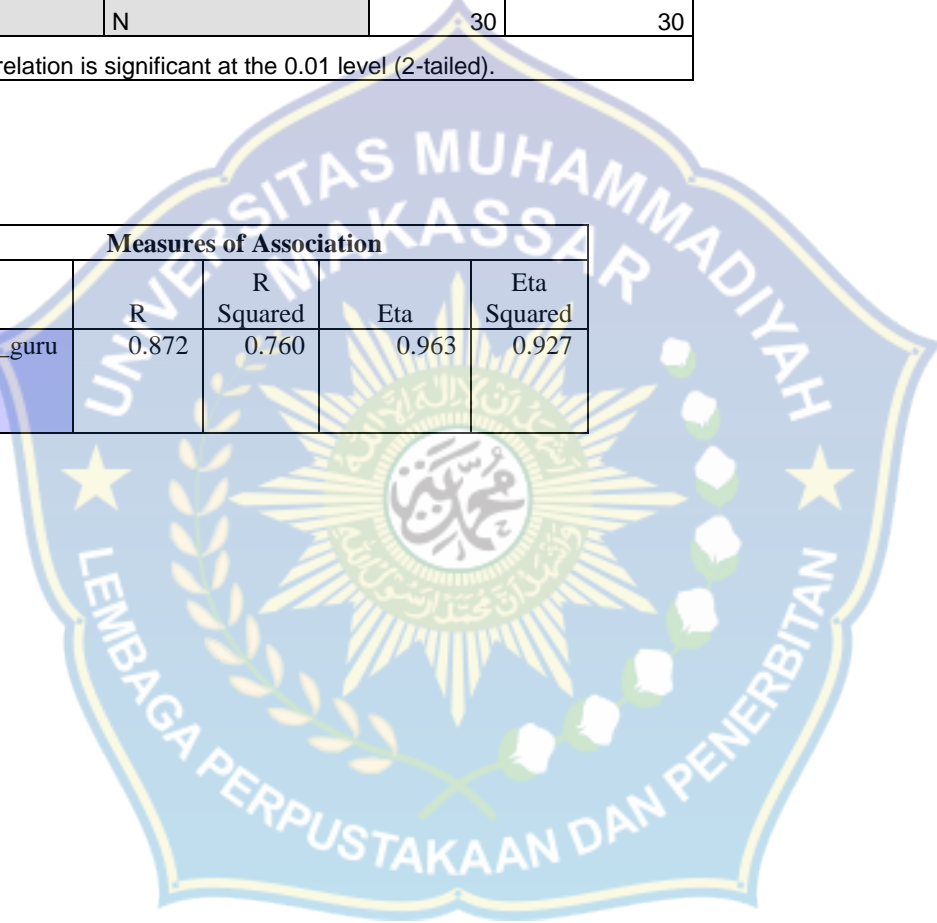 N 30 30
relation is significant at the 0.01 level (2-tailed).
Measures of Association
R R Squared Eta Eta Squared
_guru 0.872 0.760 0.963 0.927
UNIVERSITAS MUHAMMADIYAH
MAKASSAR
LEMBAGA PERPUSTAKAAN DAN PENERBITAN